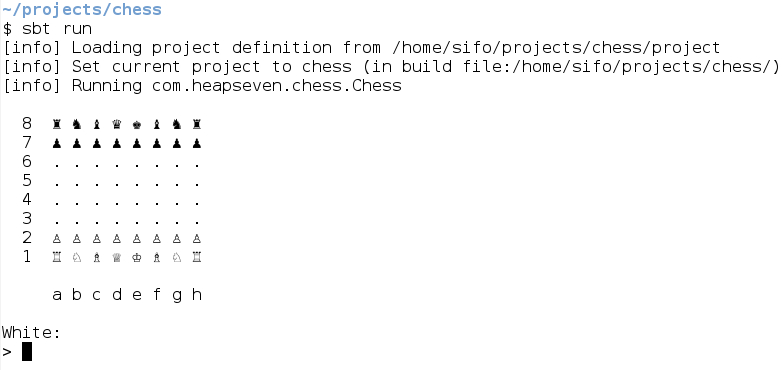 ~/projects/chess
$ sbt run
[info] Loading project definition from /home/sifo/projects/chess/project
[info] Set current project to chess (in build file:/home/sifo/projects/chess/)
[info] Running com.heapseven.chess.Chess
8 ♜ ♞ ♝ ♛ ♚ ♝ ♞ ♜
7 ♟ ♟ ♟ ♟ ♟ ♟ ♟ ♟
6 . . . . . . . .
5 . . . . . . . .
4 . . . . . . . .
3 . . . . . . . .
2 ♙ ♙ ♙ ♙ ♙ ♙ ♙ ♙
1 ♖ ♘ ♗ ♕ ♔ ♗ ♘ ♖
a b c d e f g h
White:
>